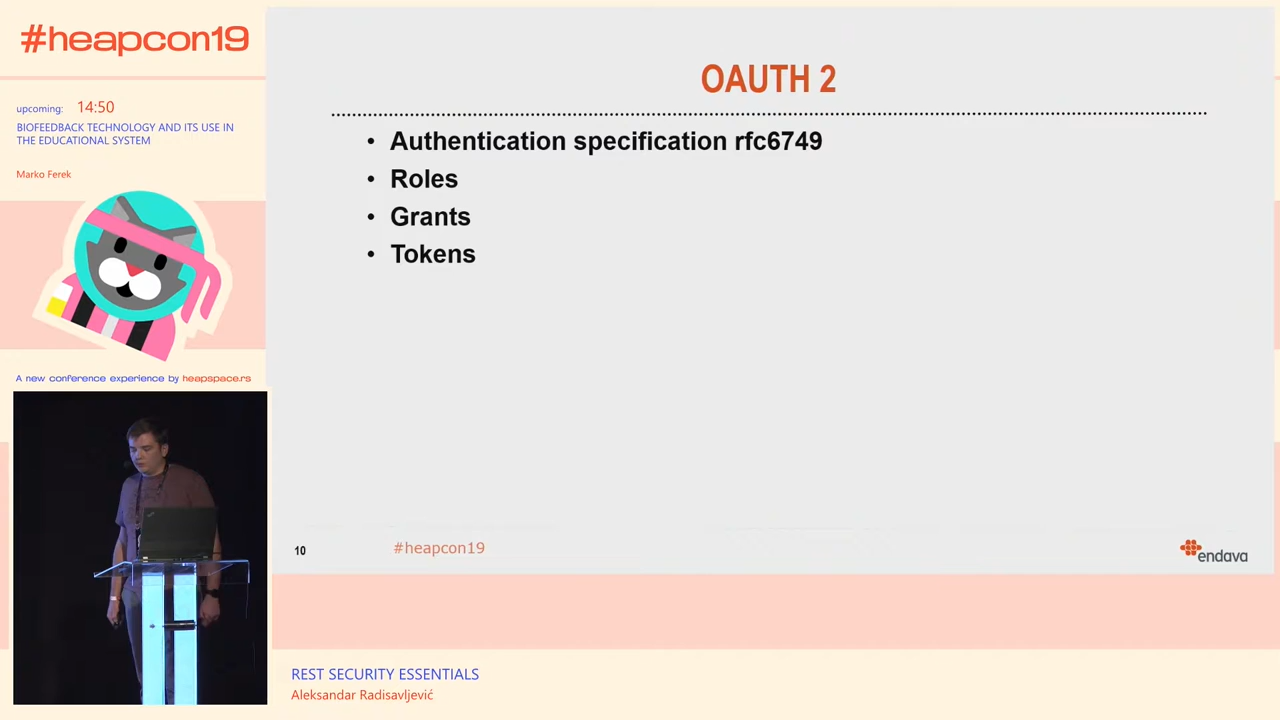 #heapcon19
upcoming: 14:50
BIOFEEDBACK TECHNOLOGY AND ITS USE IN
THE EDUCATIONAL SYSTEM
Marko Ferek
A new conference experience by heapspace.rs
OAUTH 2
• Authentication specification rfc6749
• Roles
• Grants
• Tokens
10
#heapcon19
endava
REST SECURITY ESSENTIALS
Aleksandar Radisavljević